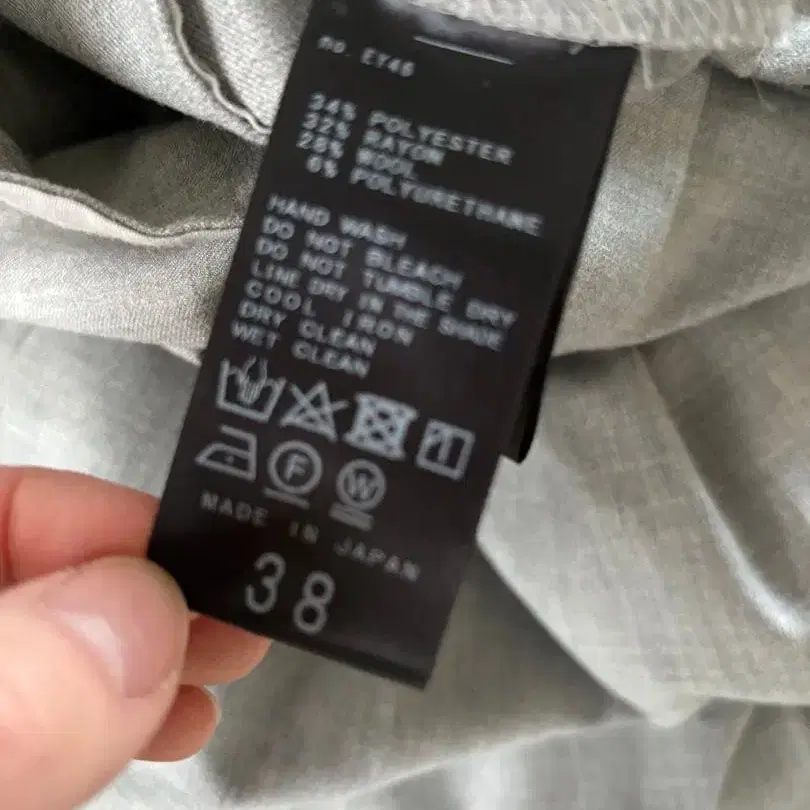 no. EY46
34% POLYESTER
32% RAYON
28% WOOL
6% POLYURETHANE
HAND WASH
DO NOT BLEACH
DO NOT TUMBLE DRY
LINE DRY IN THE SHADE
COOL IRON
DRY CLEAN
WET CLEAN
F W
MADE IN JAPAN
38